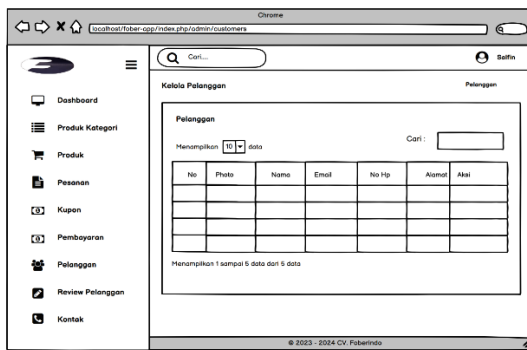 Chrome
localhost/fober-app/index.php/admin/customers
Cari...
Salfin
Dashboard
Produk Kategori
Produk
Pesanan
Kupon
Pembayaran
Pelanggan
Review Pelanggan
Kontak
Kelola Pelanggan
Pelanggan
Pelanggan
Menampilkan 10 data
Cari :
No Photo Nama Email No Hp Alamat Aksi
Menampilkan 1 sampai 5 data dari 5 data
© 2023 - 2024 CV. Foberindo